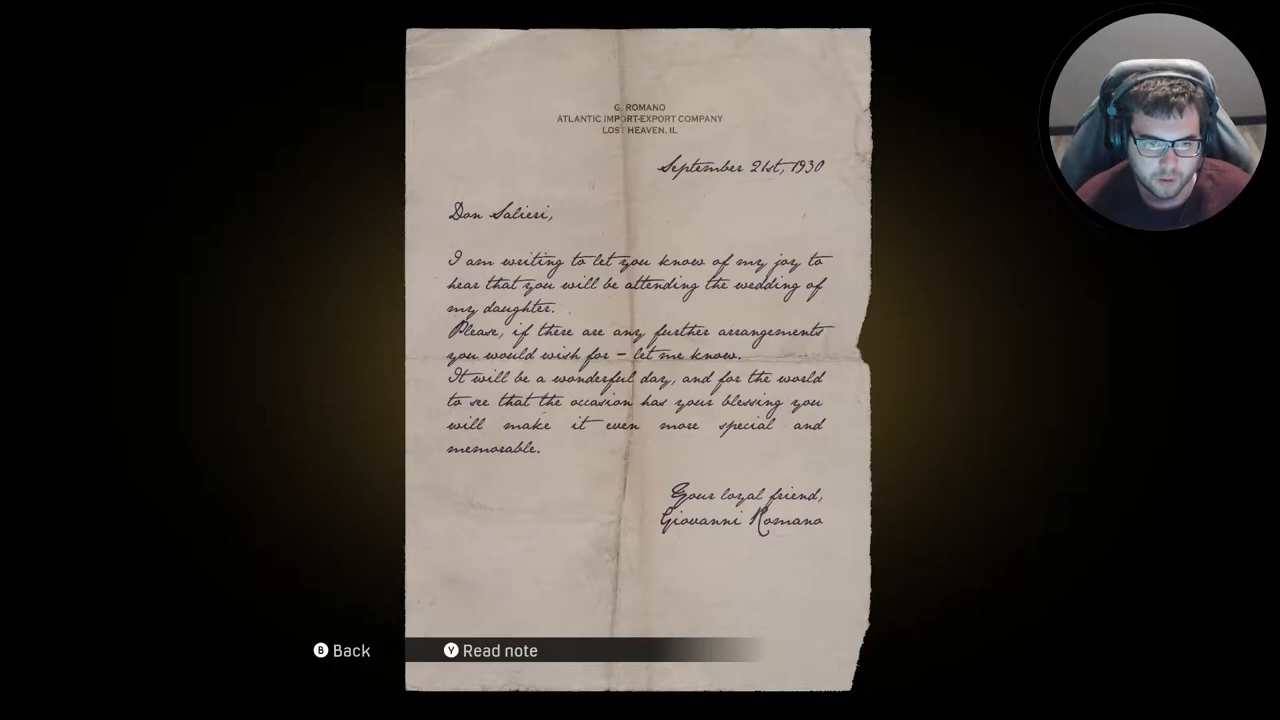 G. ROMANO
ATLANTIC IMPORT-EXPORT COMPANY
LOST HEAVEN, IL
September 21st, 1930
Don Salieri,
I am writing to let you know of my joy to
hear that you will be attending the wedding of
my daughter.
Please, if there are any further arrangements
you would wish for – let me know.
It will be a wonderful day, and for the world
to see that the occasion has your blessing you
will make it even more special and
memorable.
Your loyal friend,
Giovanni Romano
B Back
Y Read note